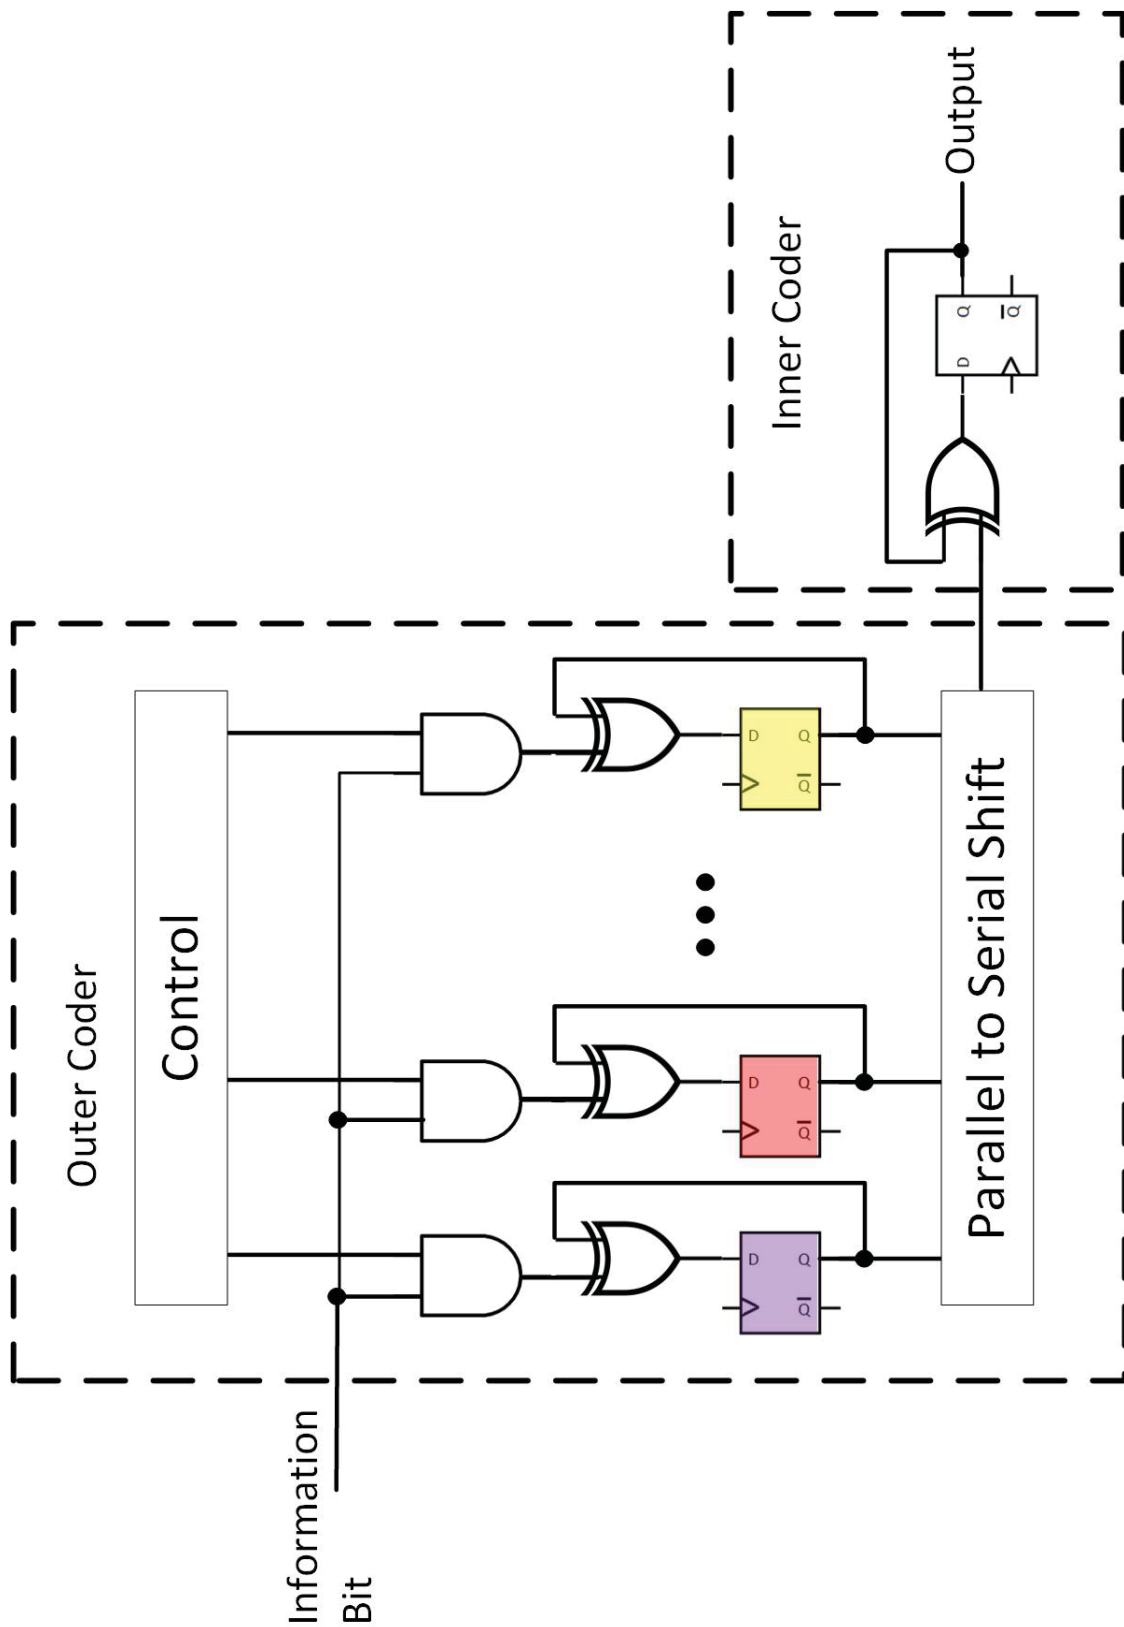 Outer Coder
Control
Information
Bit
D
Q
Q̅
D
Q
Q̅
D
Q
Q̅
Parallel to Serial Shift
Inner Coder
D
Q
Q̅
Output